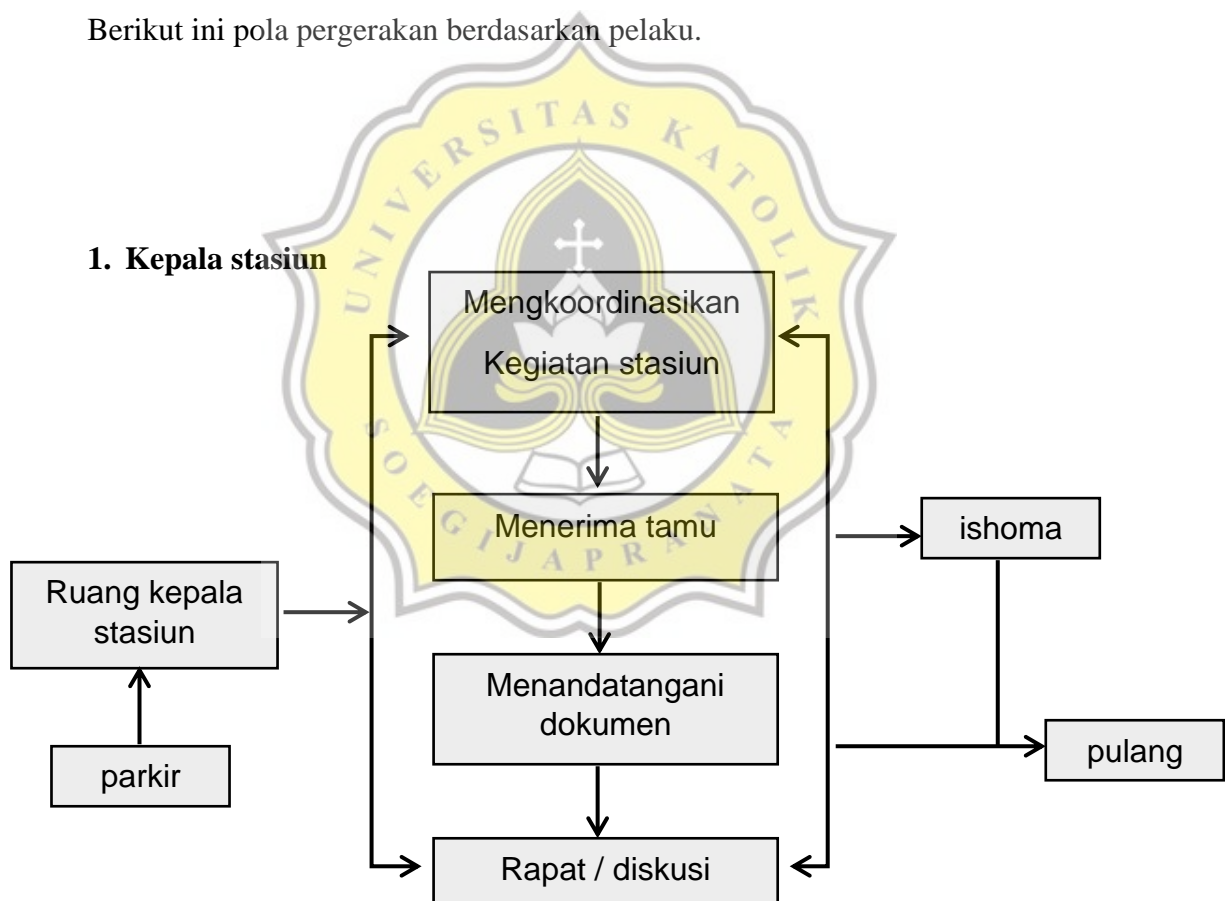 Berikut ini pola pergerakan berdasarkan pelaku.
UNIVERSITAS KATOLIK
SOEGIJAPRANATA
1. Kepala stasiun
Mengkoordinasikan
Kegiatan stasiun
Menerima tamu
ishoma
Ruang kepala
stasiun
Menandatangani
dokumen
parkir
pulang
Rapat / diskusi